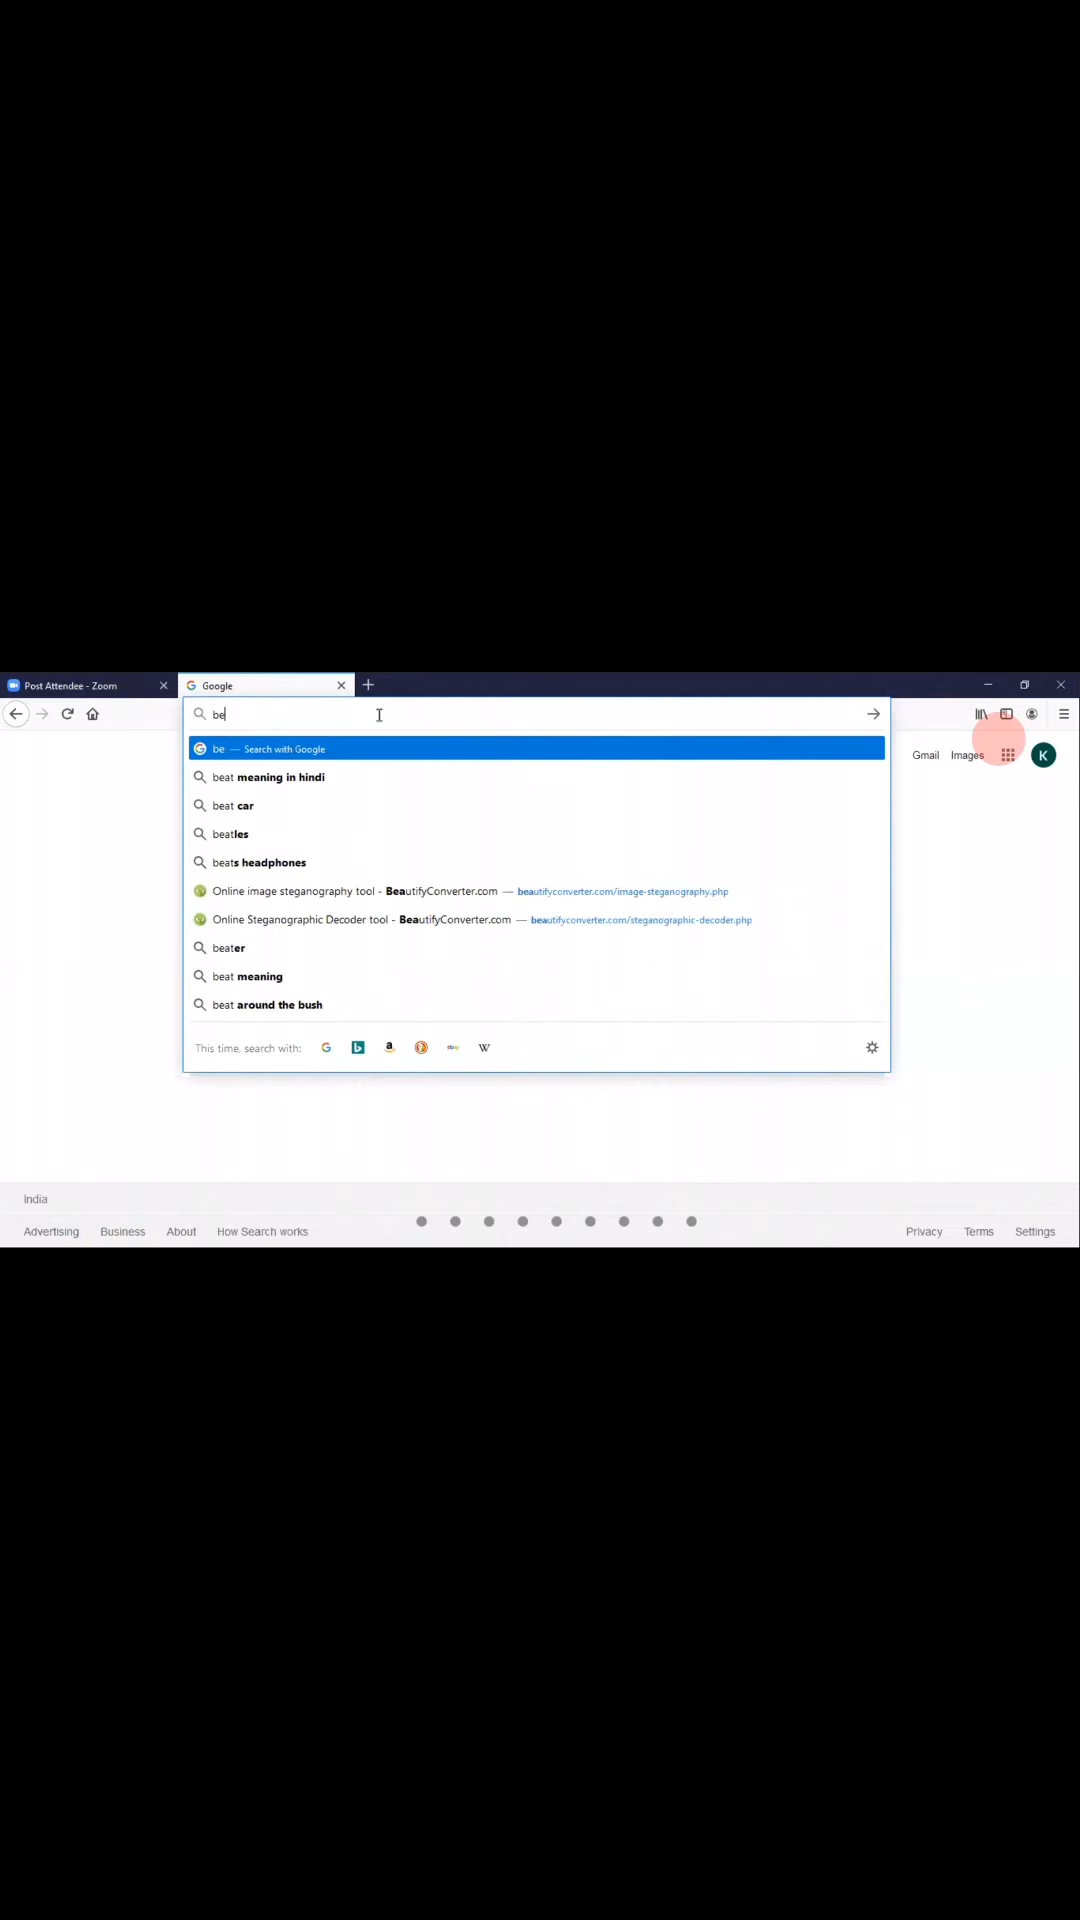 Post Attendee - Zoom
Google
be
be — Search with Google
Gmail Images K
beat meaning in hindi
beat car
beatles
beats headphones
Online image steganography tool - BeautifyConverter.com — beautifyconverter.com/image-steganography.php
Online Steganographic Decoder tool - BeautifyConverter.com — beautifyconverter.com/steganographic-decoder.php
beater
beat meaning
beat around the bush
This time, search with: G b a ebay W
India
Advertising Business About How Search works Privacy Terms Settings